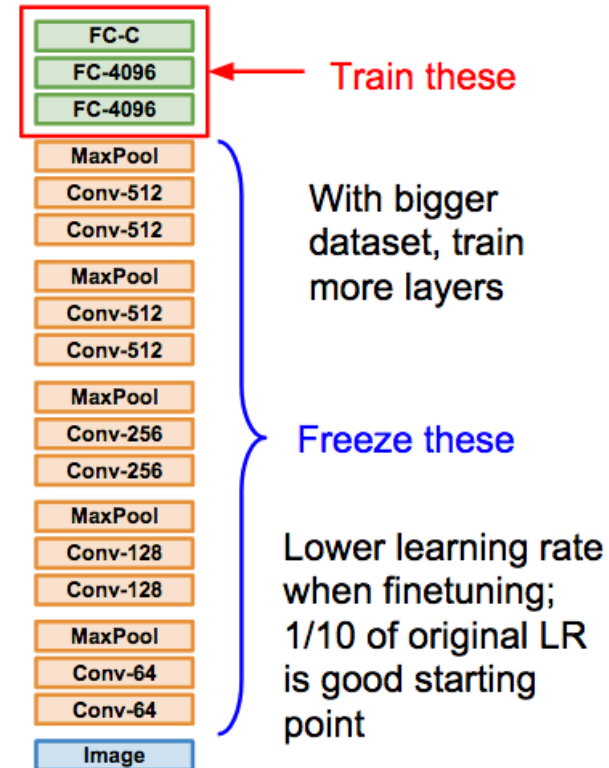 FC-C
FC-4096
FC-4096
Train these
MaxPool
Conv-512
Conv-512
With bigger
dataset, train
more layers
MaxPool
Conv-512
Conv-512
MaxPool
Conv-256
Conv-256
Freeze these
MaxPool
Conv-128
Conv-128
Lower learning rate
when finetuning;
1/10 of original LR
is good starting
point
MaxPool
Conv-64
Conv-64
Image